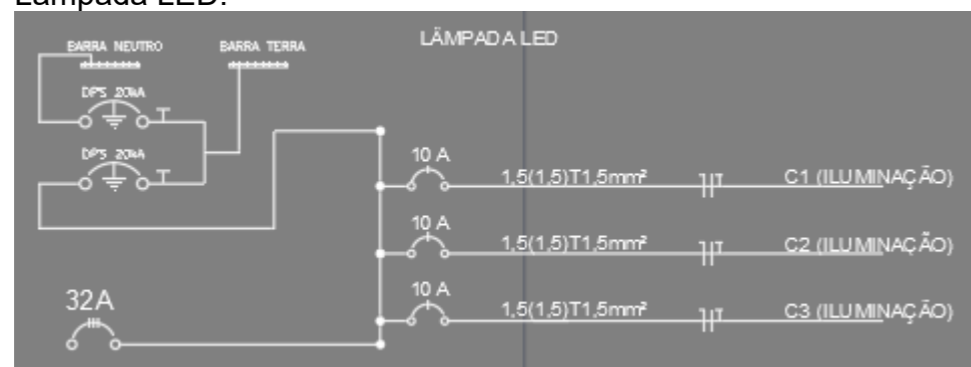 Lâmpada LED:
BARRA NEUTRO
BARRA TERRA
LÂMPADA LED
DPS 20kA
DPS 20kA
10 A
1,5(1,5)T1,5mm²
C1 (ILUMINAÇÃO)
10 A
1,5(1,5)T1,5mm²
C2 (ILUMINAÇÃO)
32A
10 A
1,5(1,5)T1,5mm²
C3 (ILUMINAÇÃO)